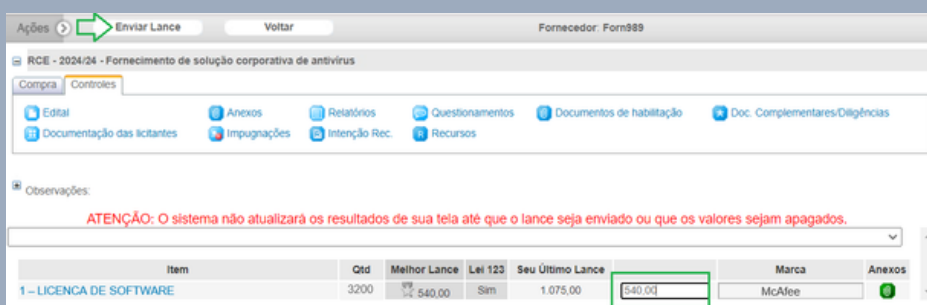 Ações Enviar Lance Voltar Fornecedor: Forn989
RCE - 2024/24 - Fornecimento de solução corporativa de antivírus
Compra Controles
Edital Anexos Relatórios Questionamentos Documentos de habilitação Doc. Complementares/Diligências
Documentação das licitantes Impugnações Intenção Rec. Recursos
Observações:
ATENÇÃO: O sistema não atualizará os resultados de sua tela até que o lance seja enviado ou que os valores sejam apagados.
Item Qtd Melhor Lance Lei 123 Seu Último Lance Marca Anexos
1 – LICENCA DE SOFTWARE 3200 540,00 Sim 1.075,00 540,00 McAfee